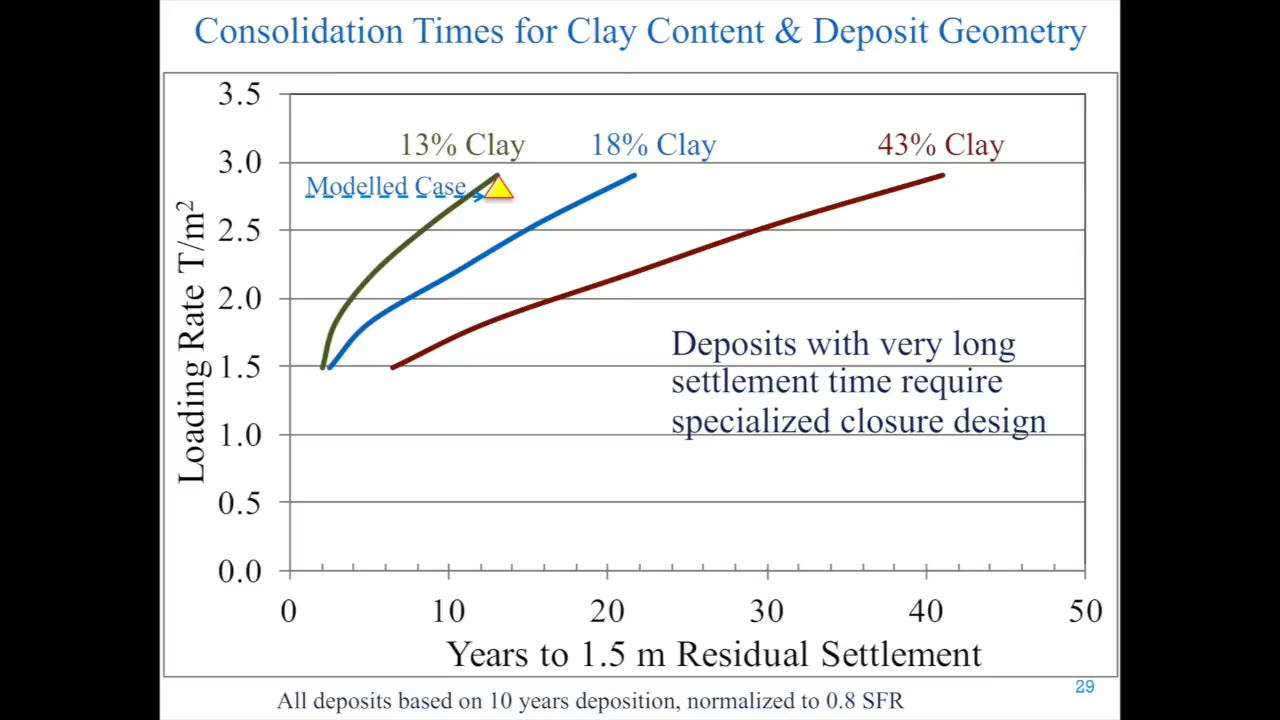 Consolidation Times for Clay Content & Deposit Geometry
3.5
3.0
2.5
2.0
1.5
1.0
0.5
0.0
Loading Rate T/m²
13% Clay
18% Clay
43% Clay
Modelled Case
Deposits with very long
settlement time require
specialized closure design
0 10 20 30 40 50
Years to 1.5 m Residual Settlement
29
All deposits based on 10 years deposition, normalized to 0.8 SFR